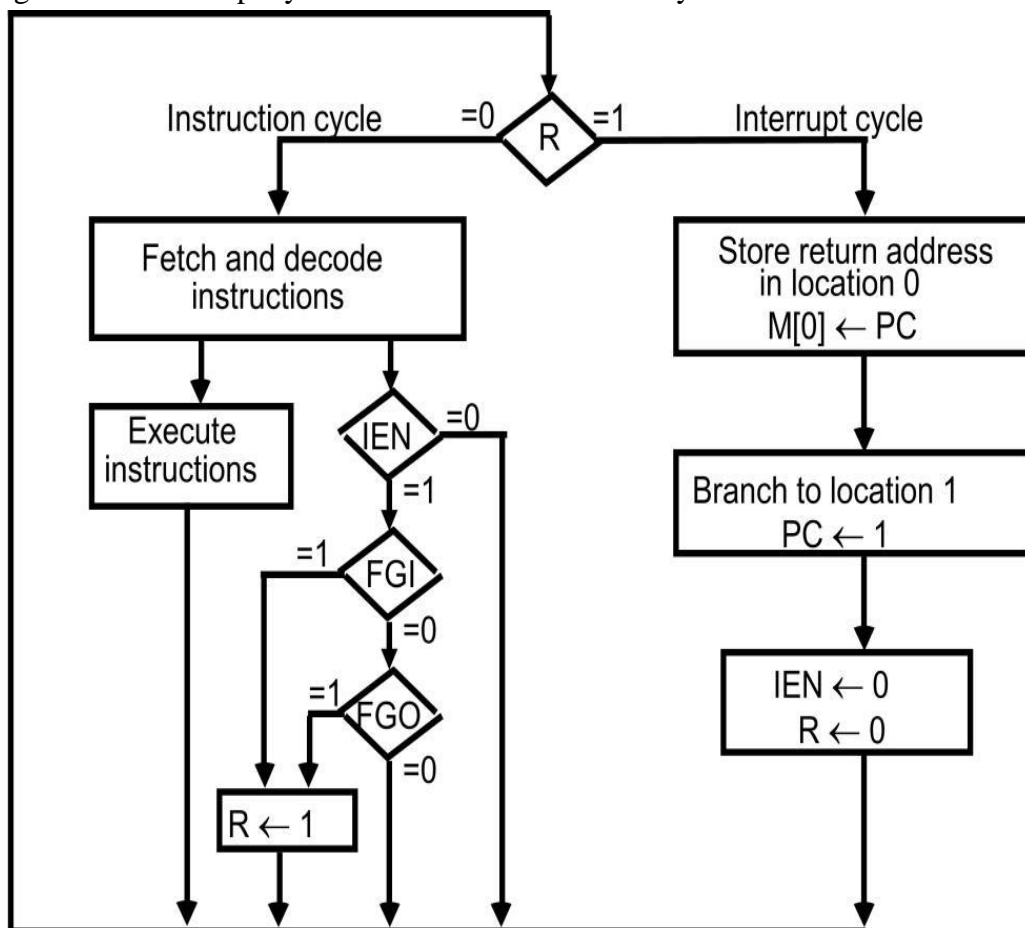 Instruction cycle
=0
R
=1
Interrupt cycle
Fetch and decode
instructions
Store return address
in location 0
M[0] ← PC
Execute
instructions
IEN
=0
=1
Branch to location 1
PC ← 1
FGI
=1
=0
FGO
=1
=0
IEN ← 0
R ← 0
R ← 1